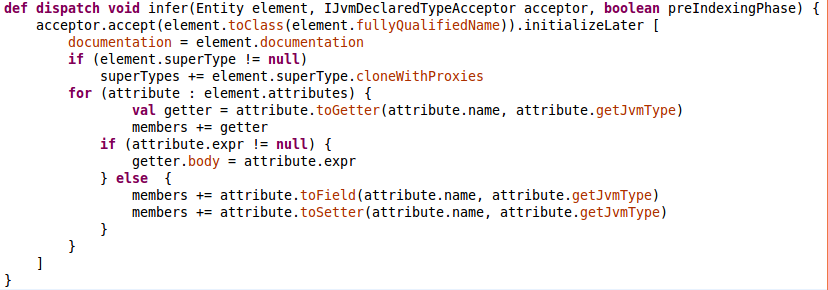 def dispatch void infer(Entity element, IJvmDeclaredTypeAcceptor acceptor, boolean preIndexingPhase) {
    acceptor.accept(element.toClass(element.fullyQualifiedName)).initializeLater [
        documentation = element.documentation
        if (element.superType != null)
            superTypes += element.superType.cloneWithProxies
        for (attribute : element.attributes) {
                val getter = attribute.toGetter(attribute.name, attribute.getJvmType)
                members += getter
            if (attribute.expr != null) {
                getter.body = attribute.expr
            } else  {
                members += attribute.toField(attribute.name, attribute.getJvmType)
                members += attribute.toSetter(attribute.name, attribute.getJvmType)
            }
        }
    ]
}